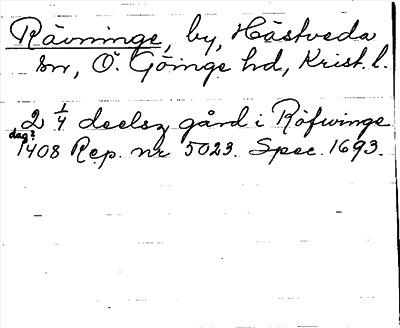 Rävninge, by, Hästveda
sn, Ö. Göinge hd, Krist. l.
2 1/4 deelsz gård i Röfwinge
dag? 1408 Rep. nr 5023. Spec. 1693.